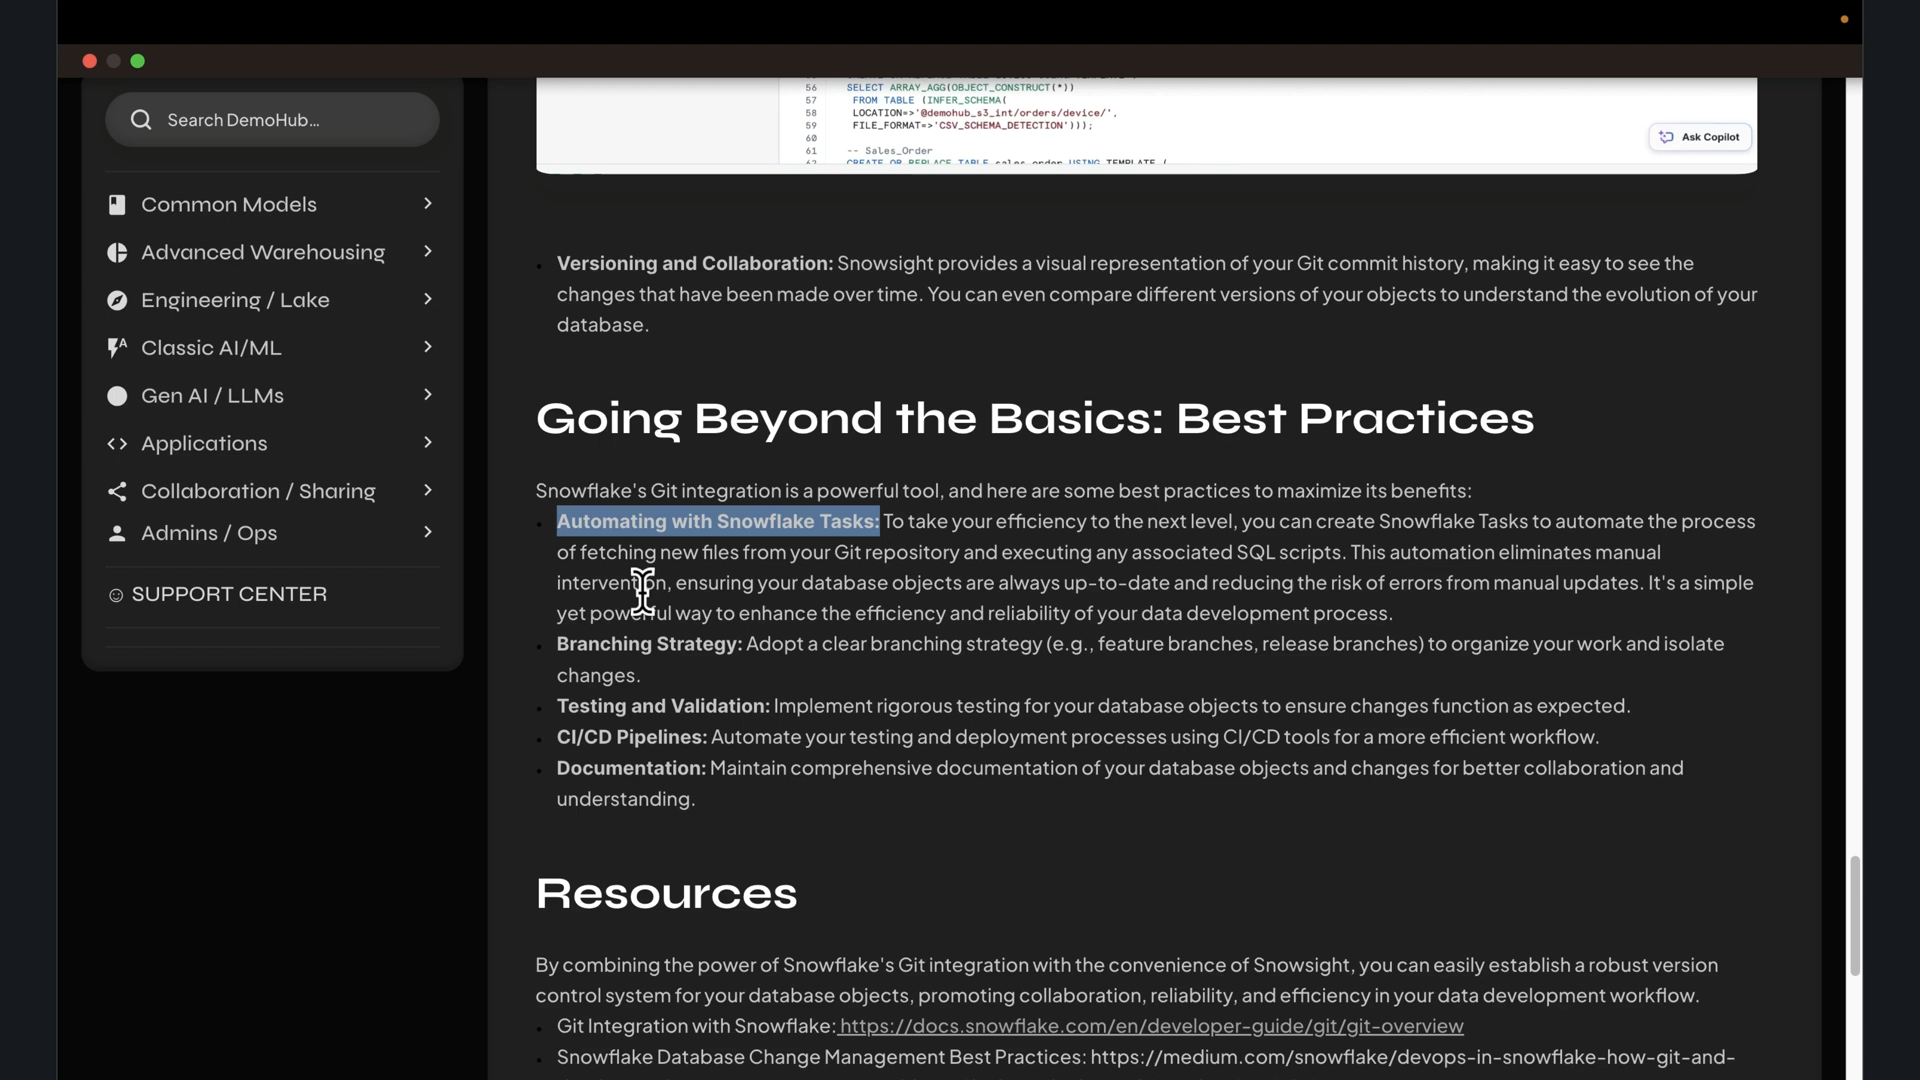 Search DemoHub...
Common Models
Advanced Warehousing
Engineering / Lake
Classic AI/ML
Gen AI / LLMs
Applications
Collaboration / Sharing
Admins / Ops
☺ SUPPORT CENTER
56 SELECT ARRAY_AGG(OBJECT_CONSTRUCT(*))
57 FROM TABLE (INFER_SCHEMA(
58 LOCATION=>'@demohub_s3_int/orders/device/',
59 FILE_FORMAT=>'CSV_SCHEMA_DETECTION')));
60
61 -- Sales_Order
62 CREATE OR REPLACE TABLE sales_order USING TEMPLATE (
Ask Copilot
Versioning and Collaboration: Snowsight provides a visual representation of your Git commit history, making it easy to see the
changes that have been made over time. You can even compare different versions of your objects to understand the evolution of your
database.
Going Beyond the Basics: Best Practices
Snowflake's Git integration is a powerful tool, and here are some best practices to maximize its benefits:
Automating with Snowflake Tasks: To take your efficiency to the next level, you can create Snowflake Tasks to automate the process
of fetching new files from your Git repository and executing any associated SQL scripts. This automation eliminates manual
intervention, ensuring your database objects are always up-to-date and reducing the risk of errors from manual updates. It's a simple
yet powerful way to enhance the efficiency and reliability of your data development process.
Branching Strategy: Adopt a clear branching strategy (e.g., feature branches, release branches) to organize your work and isolate
changes.
Testing and Validation: Implement rigorous testing for your database objects to ensure changes function as expected.
CI/CD Pipelines: Automate your testing and deployment processes using CI/CD tools for a more efficient workflow.
Documentation: Maintain comprehensive documentation of your database objects and changes for better collaboration and
understanding.
Resources
By combining the power of Snowflake's Git integration with the convenience of Snowsight, you can easily establish a robust version
control system for your database objects, promoting collaboration, reliability, and efficiency in your data development workflow.
Git Integration with Snowflake: https://docs.snowflake.com/en/developer-guide/git/git-overview
Snowflake Database Change Management Best Practices: https://medium.com/snowflake/devops-in-snowflake-how-git-and-